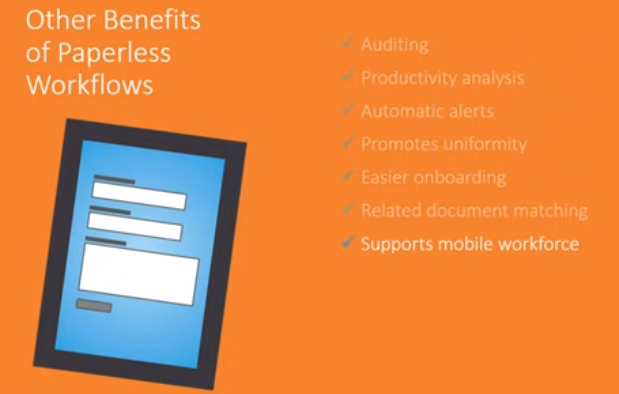 Other Benefits
of Paperless
Workflows
Auditing
Productivity analysis
Automatic alerts
Promotes uniformity
Easier onboarding
Related document matching
Supports mobile workforce